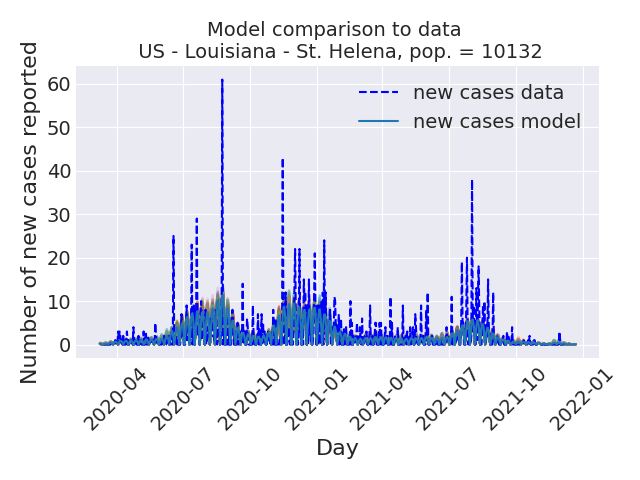 Model comparison to data
US - Louisiana - St. Helena, pop. = 10132
Number of new cases reported
60
50
40
30
20
10
0
new cases data
new cases model
2020-04
2020-07
2020-10
2021-01
2021-04
2021-07
2021-10
2022-01
Day